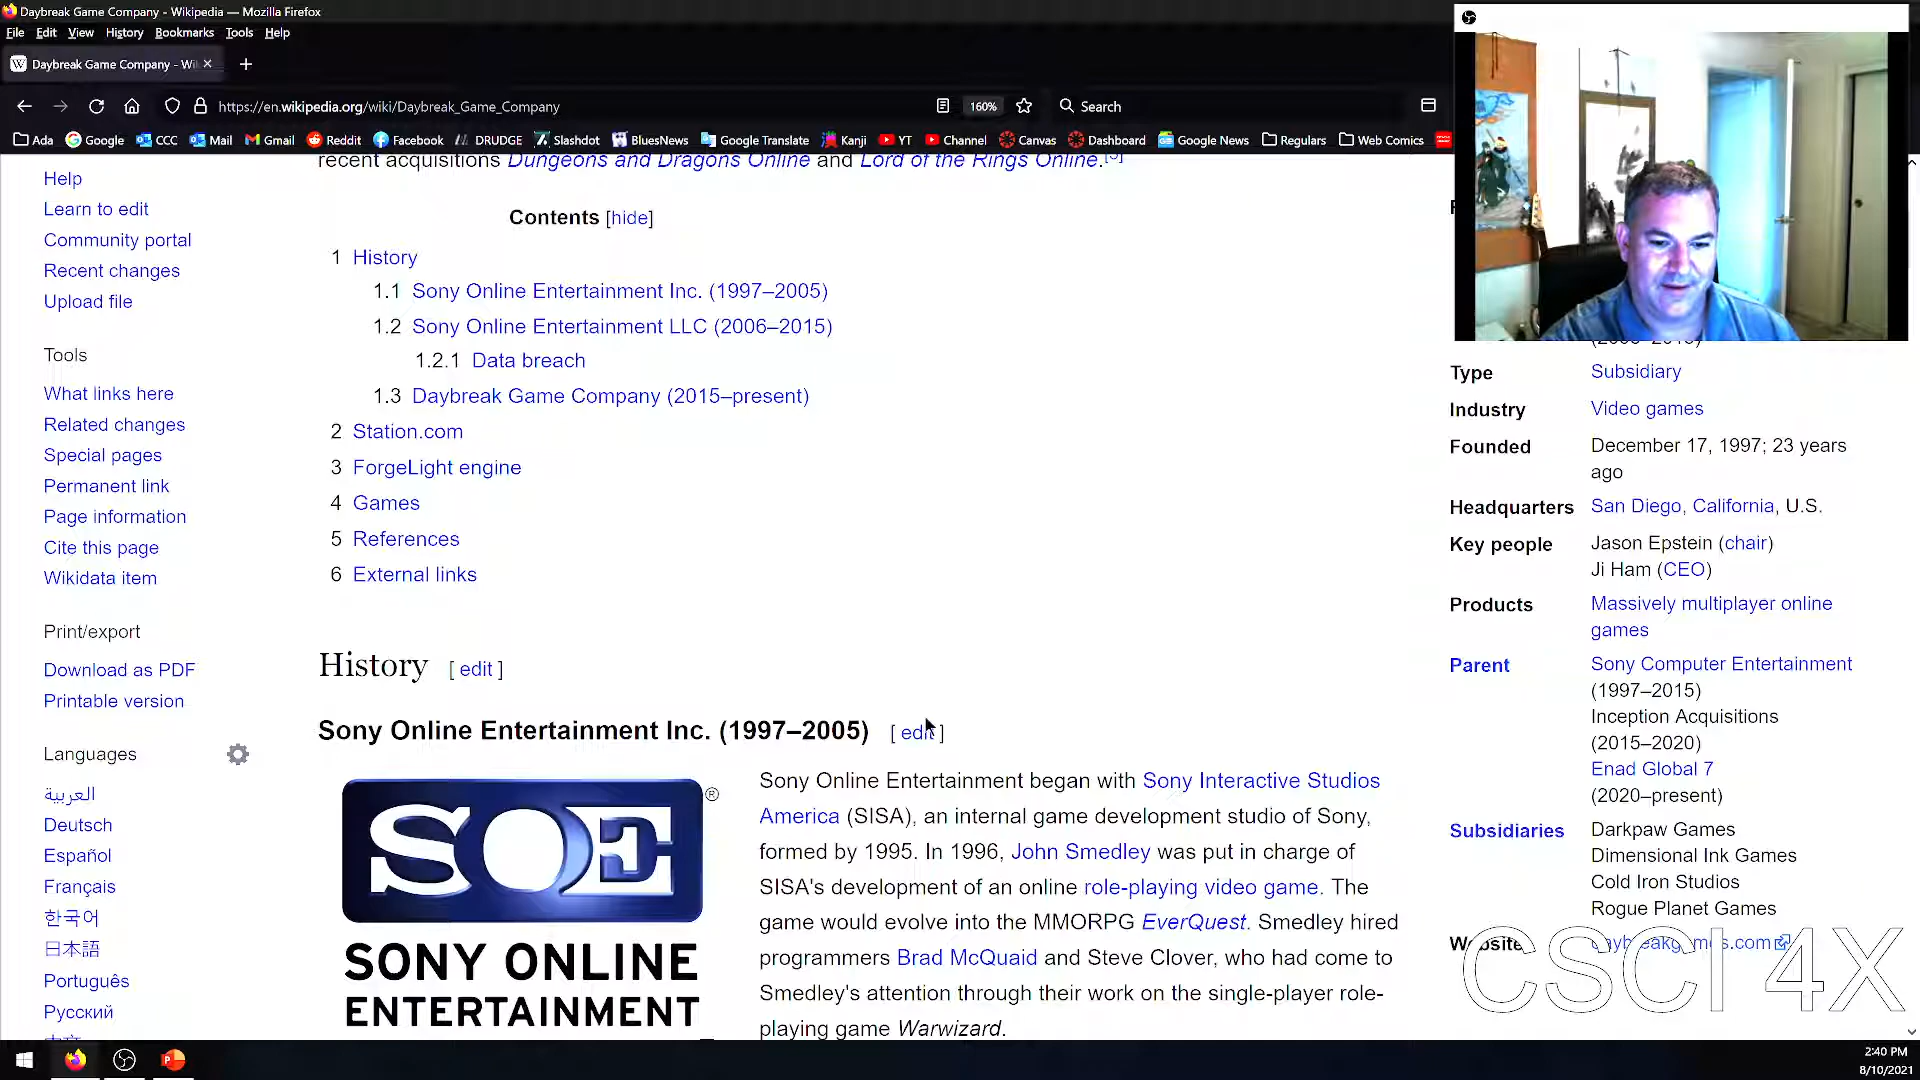 Daybreak Game Company - Wikipedia — Mozilla Firefox
File Edit View History Bookmarks Tools Help
Daybreak Game Company - Wi
https://en.wikipedia.org/wiki/Daybreak_Game_Company 160% Search
Ada Google CCC Mail Gmail Reddit Facebook DRUDGE Slashdot BluesNews Google Translate Kanji YT Channel Canvas Dashboard Google News Regulars Web Comics
recent acquisitions Dungeons and Dragons Online and Lord of the Rings Online.
Help
Learn to edit
Community portal
Recent changes
Upload file
Tools
What links here
Related changes
Special pages
Permanent link
Page information
Cite this page
Wikidata item
Print/export
Download as PDF
Printable version
Languages
العربية
Deutsch
Español
Français
한국어
日本語
Português
Русский
Contents [hide]
1 History
1.1 Sony Online Entertainment Inc. (1997–2005)
1.2 Sony Online Entertainment LLC (2006–2015)
1.2.1 Data breach
1.3 Daybreak Game Company (2015–present)
2 Station.com
3 ForgeLight engine
4 Games
5 References
6 External links
History [ edit ]
Sony Online Entertainment Inc. (1997–2005) [ edit ]
SOE ®
SONY ONLINE
ENTERTAINMENT
Sony Online Entertainment began with Sony Interactive Studios
America (SISA), an internal game development studio of Sony,
formed by 1995. In 1996, John Smedley was put in charge of
SISA's development of an online role-playing video game. The
game would evolve into the MMORPG EverQuest. Smedley hired
programmers Brad McQuaid and Steve Clover, who had come to
Smedley's attention through their work on the single-player role-
playing game Warwizard.
Type Subsidiary
Industry Video games
Founded December 17, 1997; 23 years
ago
Headquarters San Diego, California, U.S.
Key people Jason Epstein (chair)
Ji Ham (CEO)
Products Massively multiplayer online
games
Parent Sony Computer Entertainment
(1997–2015)
Inception Acquisitions
(2015–2020)
Enad Global 7
(2020–present)
Subsidiaries Darkpaw Games
Dimensional Ink Games
Cold Iron Studios
Rogue Planet Games
Website daybreakgames.com
CSCI 4X
2:40 PM
8/10/2021